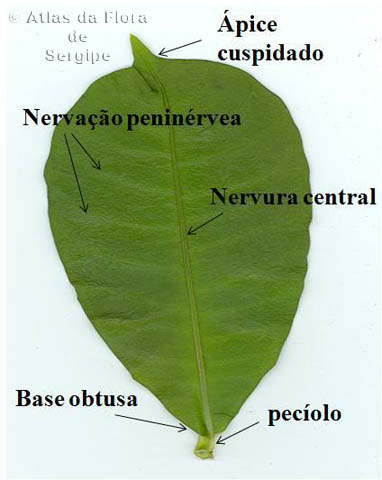 © Atlas da Flora
de
Sergipe
Ápice
cuspidado
Nervação peninérvea
Nervura central
Base obtusa
pecíolo